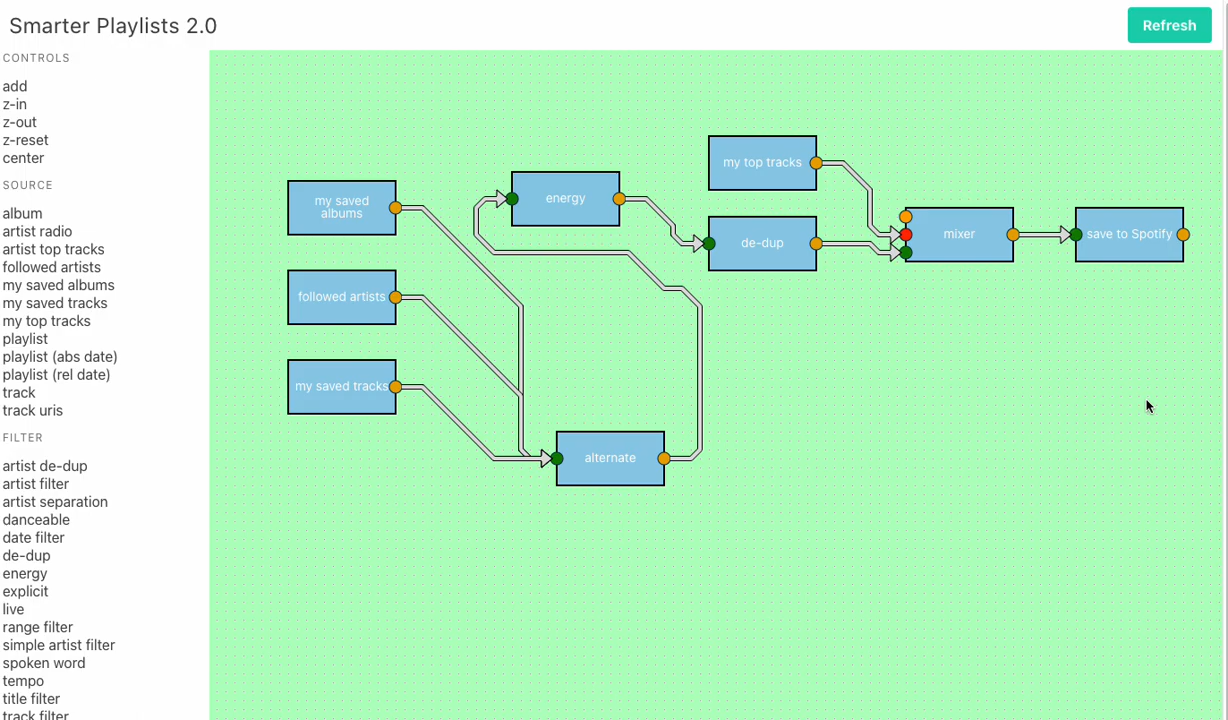 Smarter Playlists 2.0
Refresh
CONTROLS
add
z-in
z-out
z-reset
center
SOURCE
album
artist radio
artist top tracks
followed artists
my saved albums
my saved tracks
my top tracks
playlist
playlist (abs date)
playlist (rel date)
track
track uris
FILTER
artist de-dup
artist filter
artist separation
danceable
date filter
de-dup
energy
explicit
live
range filter
simple artist filter
spoken word
tempo
title filter
track filter
my saved
albums
followed artists
my saved tracks
energy
alternate
my top tracks
de-dup
mixer
save to Spotify